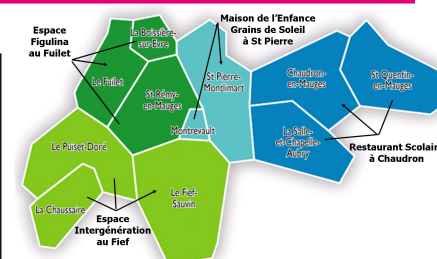 Espace
Figulina
au Fuilet
La Boissière-
sur-Evre
Maison de l'Enfance
Grains de Soleil
à St Pierre
Le Fuilet
St Rémy-
en-Mauges
St Pierre-
Montlimart
Chaudron-
en-Mauges
St Quentin-
en-Mauges
Montrevault
La Salle-
et-Chapelle-
Aubry
Restaurant Scolair
à Chaudron
Le Puiset-Doré
La Chaussaire
Le Fief-
Sauvin
Espace
Intergénération
au Fief